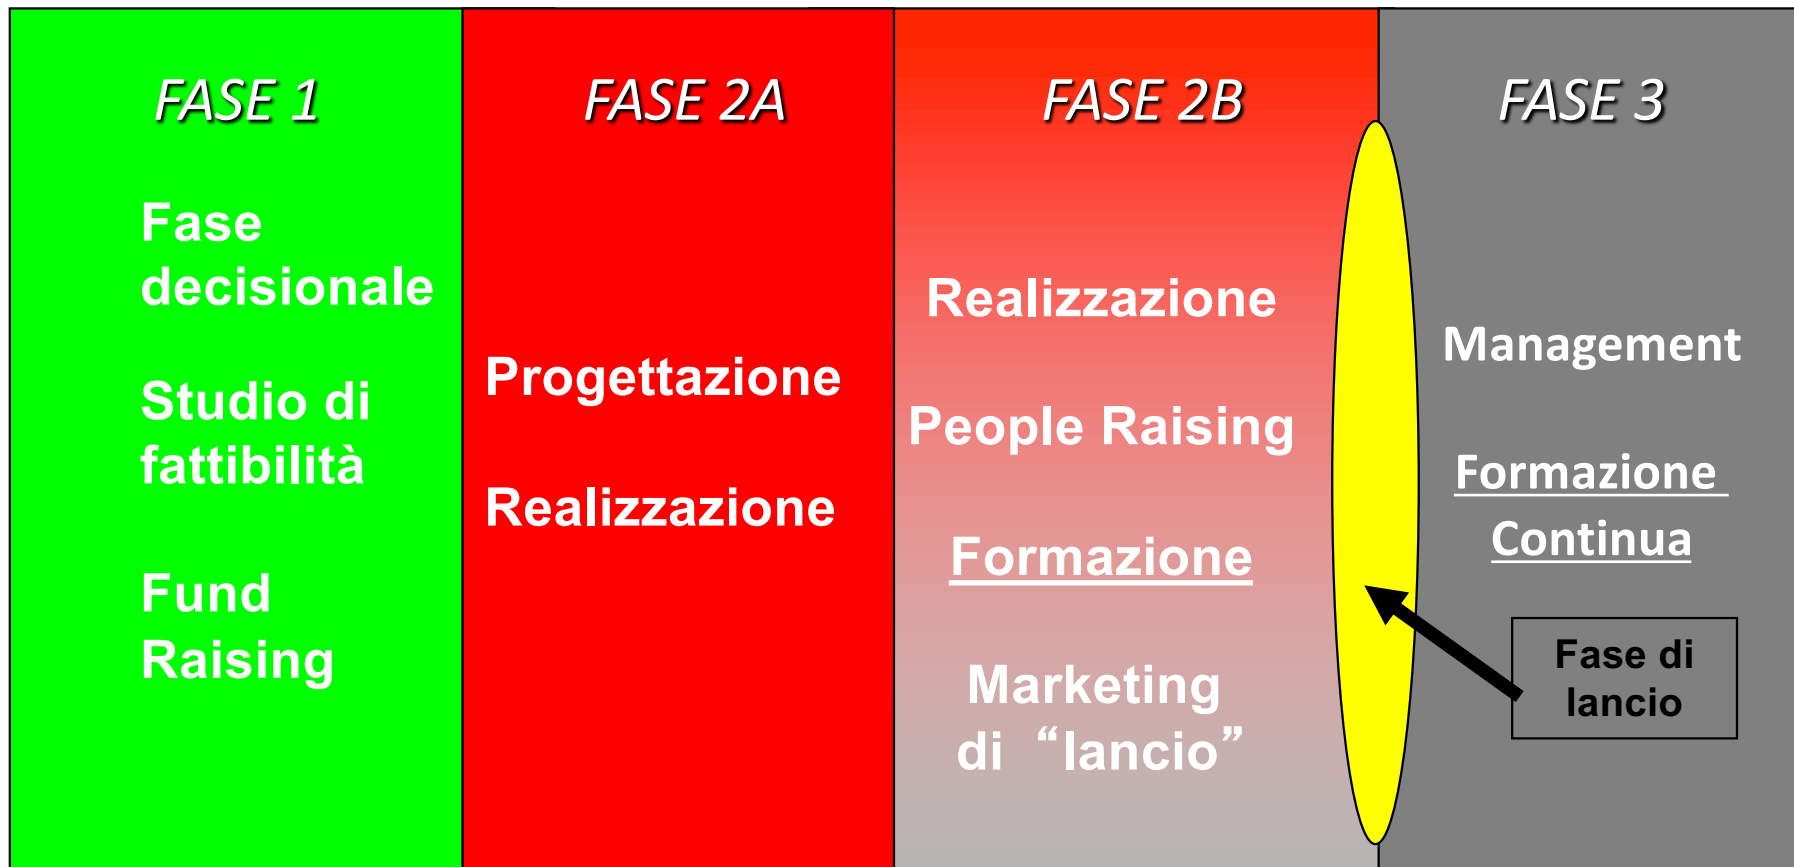 FASE 1
Fase
decisionale
Studio di
fattibilità
Fund
Raising
FASE 2A
Progettazione
Realizzazione
FASE 2B
Realizzazione
People Raising
Formazione
Marketing
di “lancio”
FASE 3
Management
Formazione
Continua
Fase di
lancio